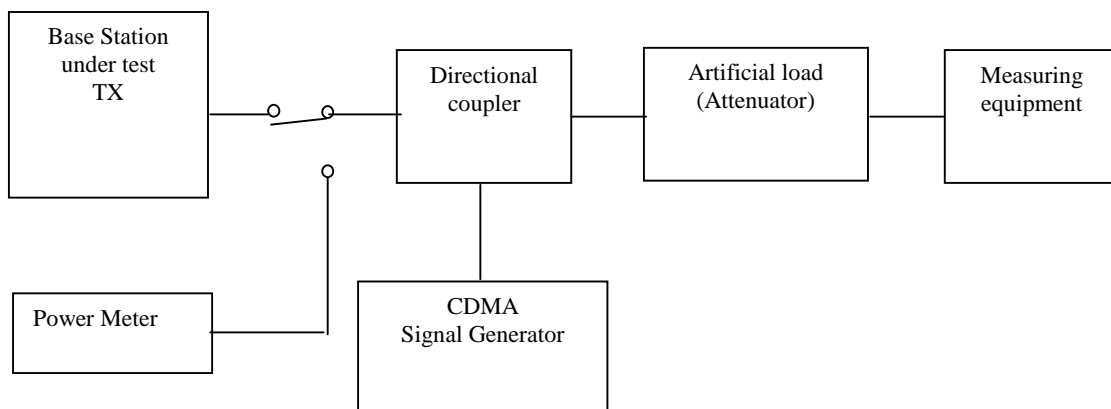 Base Station
under test
TX
Directional
coupler
Artificial load
(Attenuator)
Measuring
equipment
Power Meter
CDMA
Signal Generator